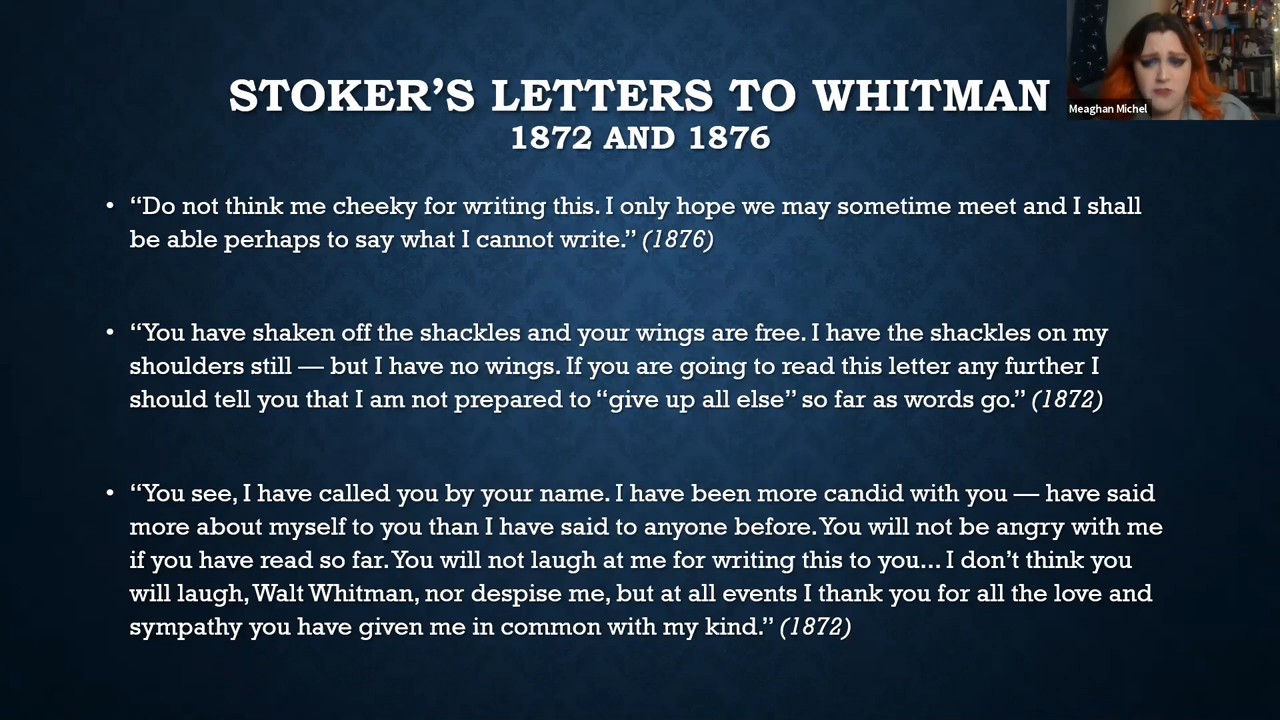 STOKER’S LETTERS TO WHITMAN
1872 AND 1876
Meaghan Michel
• “Do not think me cheeky for writing this. I only hope we may sometime meet and I shall
be able perhaps to say what I cannot write.” (1876)
• “You have shaken off the shackles and your wings are free. I have the shackles on my
shoulders still — but I have no wings. If you are going to read this letter any further I
should tell you that I am not prepared to “give up all else” so far as words go.” (1872)
• “You see, I have called you by your name. I have been more candid with you — have said
more about myself to you than I have said to anyone before. You will not be angry with me
if you have read so far. You will not laugh at me for writing this to you... I don’t think you
will laugh, Walt Whitman, nor despise me, but at all events I thank you for all the love and
sympathy you have given me in common with my kind.” (1872)